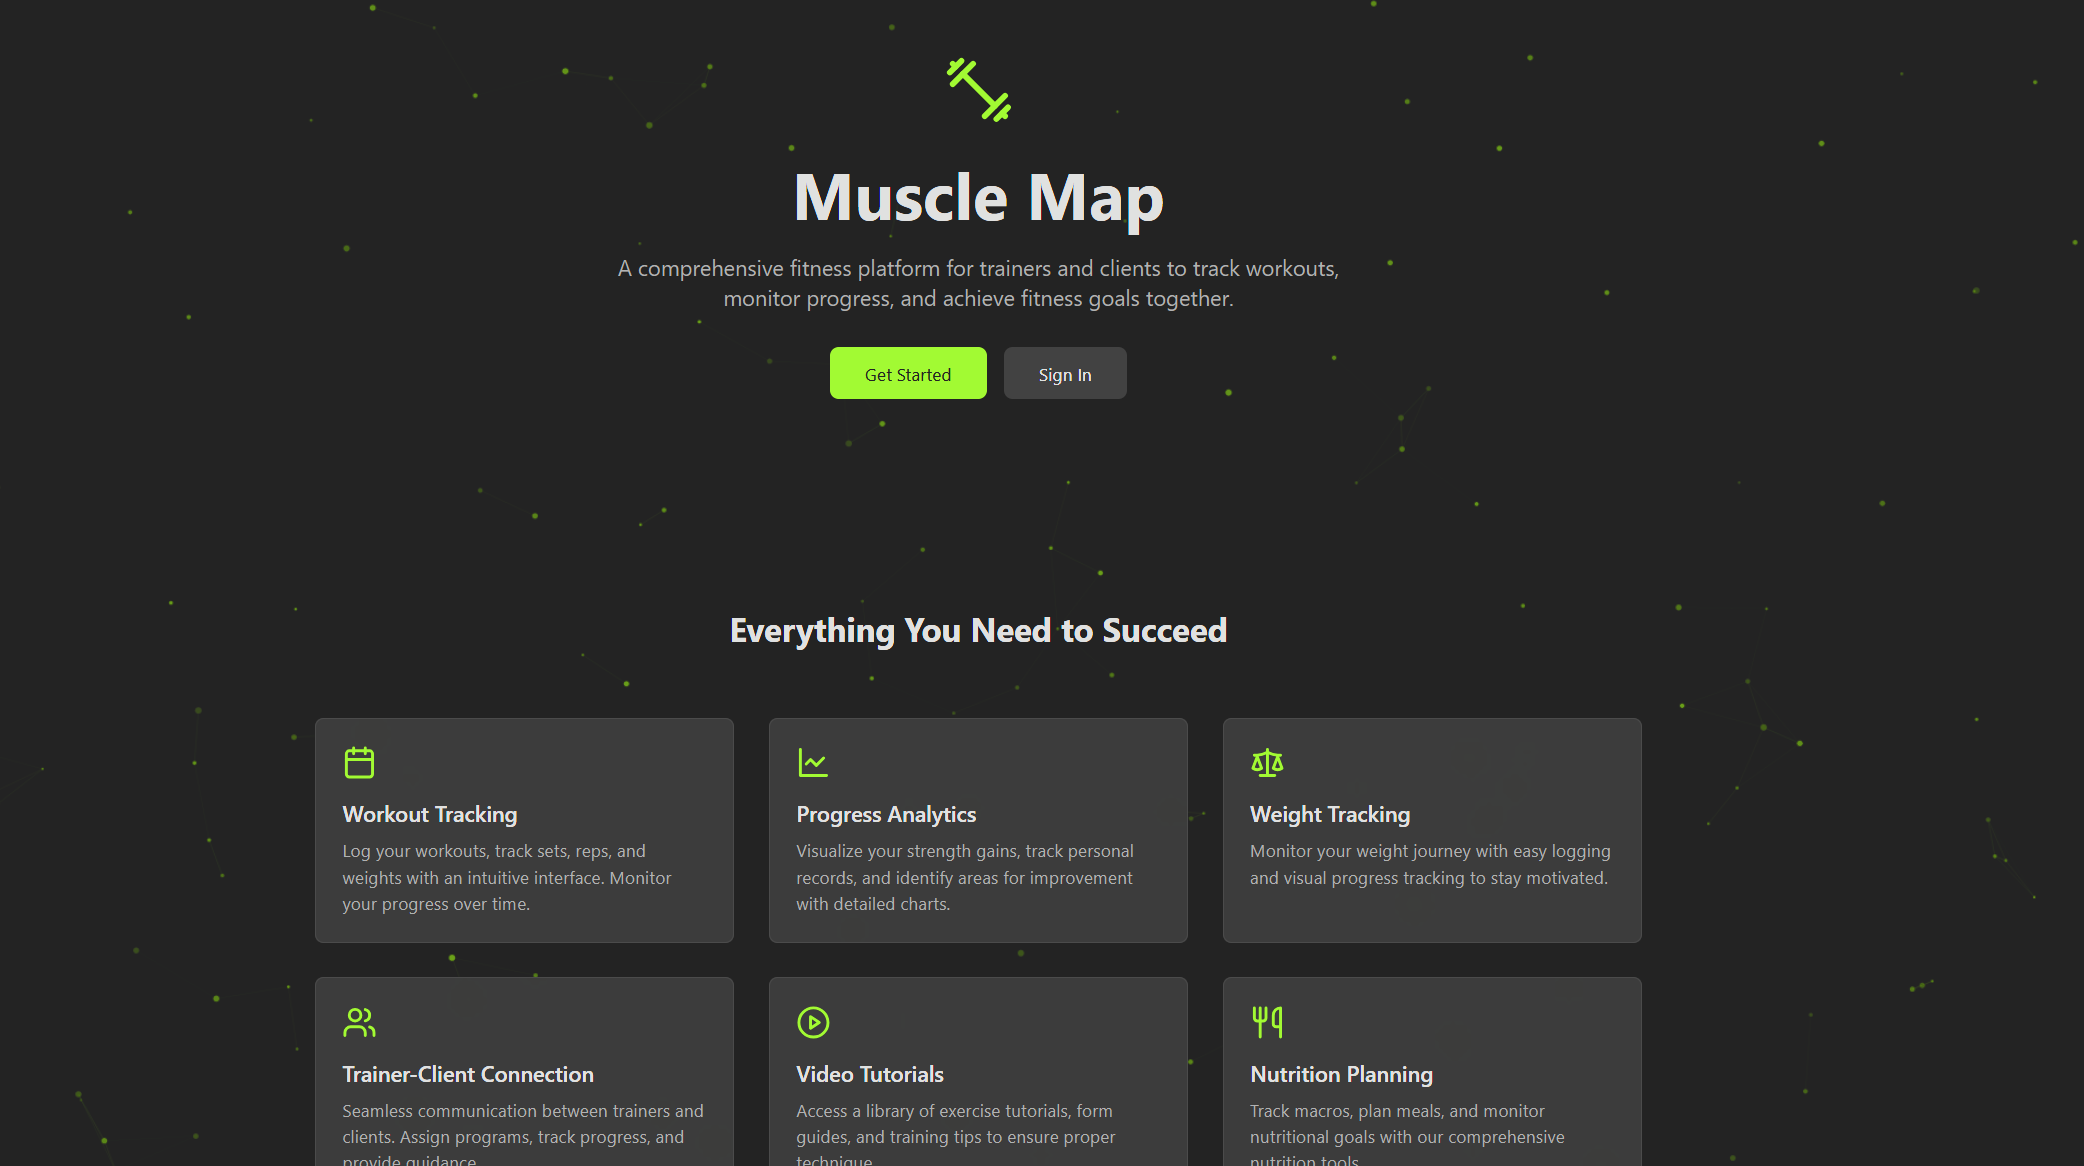 Muscle Map
A comprehensive fitness platform for trainers and clients to track workouts,
monitor progress, and achieve fitness goals together.
Get Started
Sign In
Everything You Need to Succeed
Workout Tracking
Log your workouts, track sets, reps, and
weights with an intuitive interface. Monitor
your progress over time.
Progress Analytics
Visualize your strength gains, track personal
records, and identify areas for improvement
with detailed charts.
Weight Tracking
Monitor your weight journey with easy logging
and visual progress tracking to stay motivated.
Trainer-Client Connection
Seamless communication between trainers and
clients. Assign programs, track progress, and
provide guidance.
Video Tutorials
Access a library of exercise tutorials, form
guides, and training tips to ensure proper
technique.
Nutrition Planning
Track macros, plan meals, and monitor
nutritional goals with our comprehensive
nutrition tools.